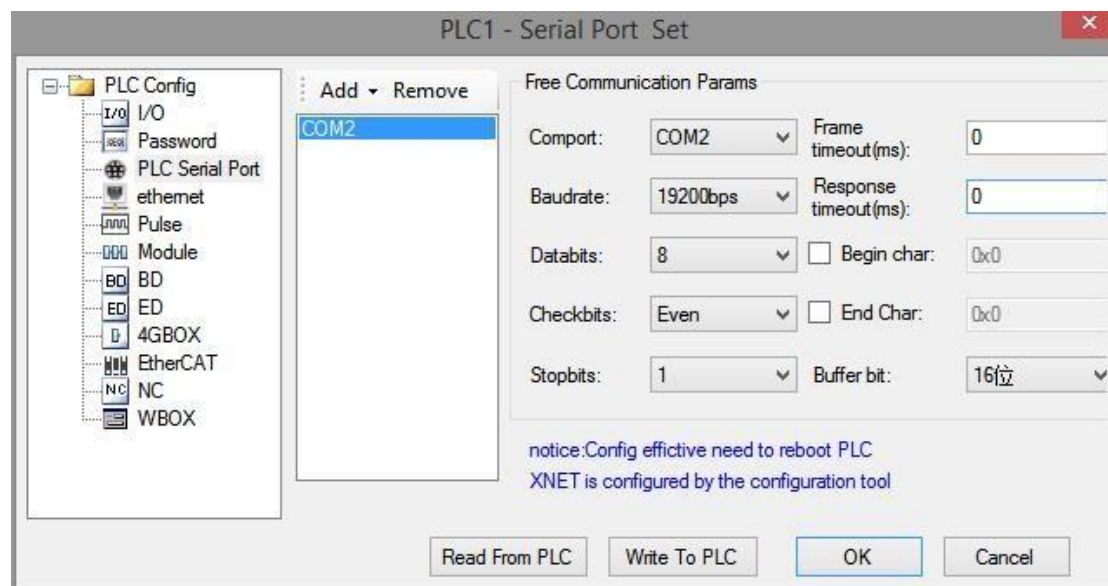 PLC1 - Serial Port Set
PLC Config
I/O I/O
Password
PLC Serial Port
ethernet
Pulse
Module
BD BD
ED ED
4GBOX
EtherCAT
NC NC
WBOX
Add Remove
COM2
Free Communication Params
Comport: COM2 Frame timeout(ms): 0
Baudrate: 19200bps Response timeout(ms): 0
Databits: 8 Begin char: 0x0
Checkbits: Even End Char: 0x0
Stopbits: 1 Buffer bit: 16位
notice:Config effictive need to reboot PLC
XNET is configured by the configuration tool
Read From PLC Write To PLC OK Cancel